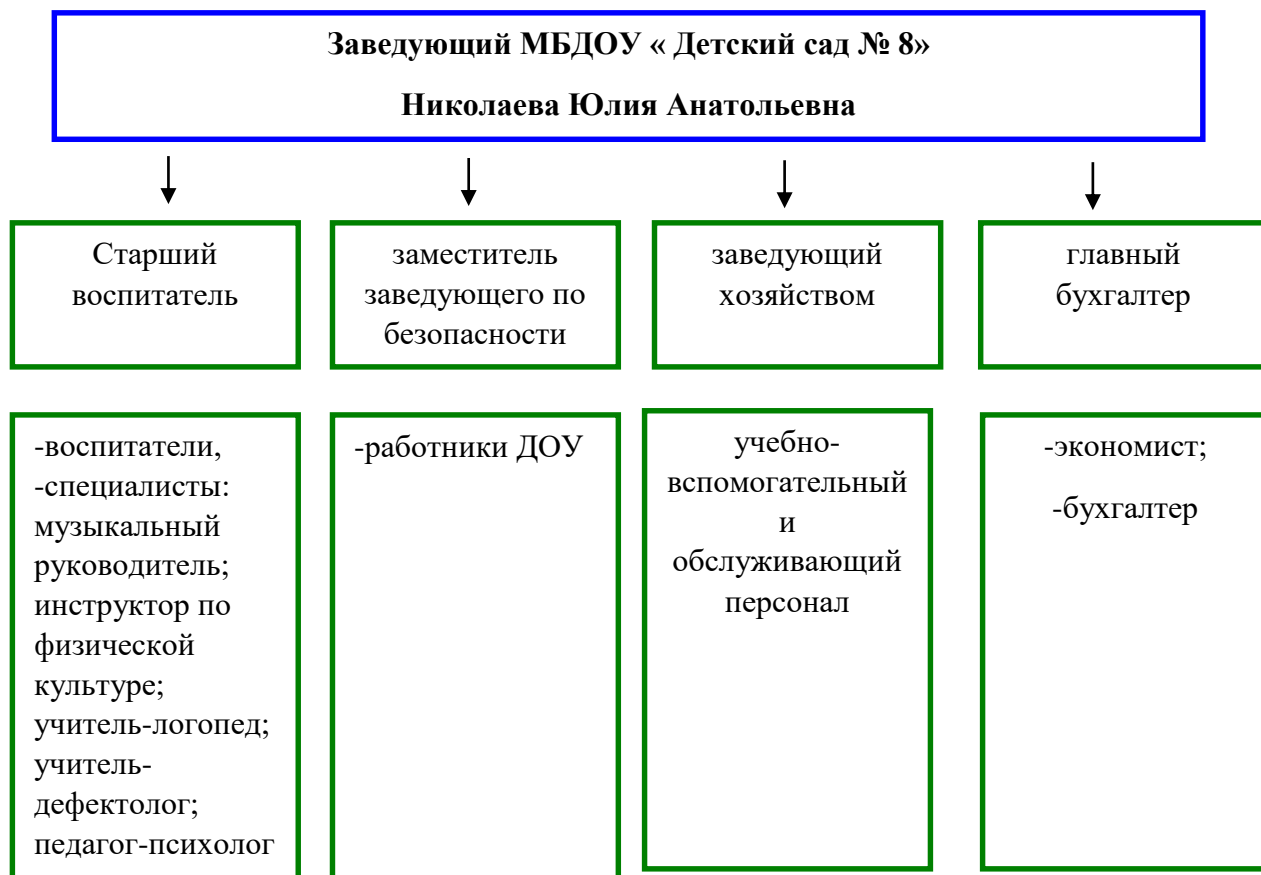 Заведующий МБДОУ « Детский сад № 8»
Николаева Юлия Анатольевна
Старший
воспитатель
заместитель
заведующего по
безопасности
заведующий
хозяйством
главный
бухгалтер
-воспитатели,
-специалисты:
музыкальный
руководитель;
инструктор по
физической
культуре;
учитель-логопед;
учитель-
дефектолог;
педагог-психолог
-работники ДОУ
учебно-
вспомогательный
и
обслуживающий
персонал
-экономист;
-бухгалтер